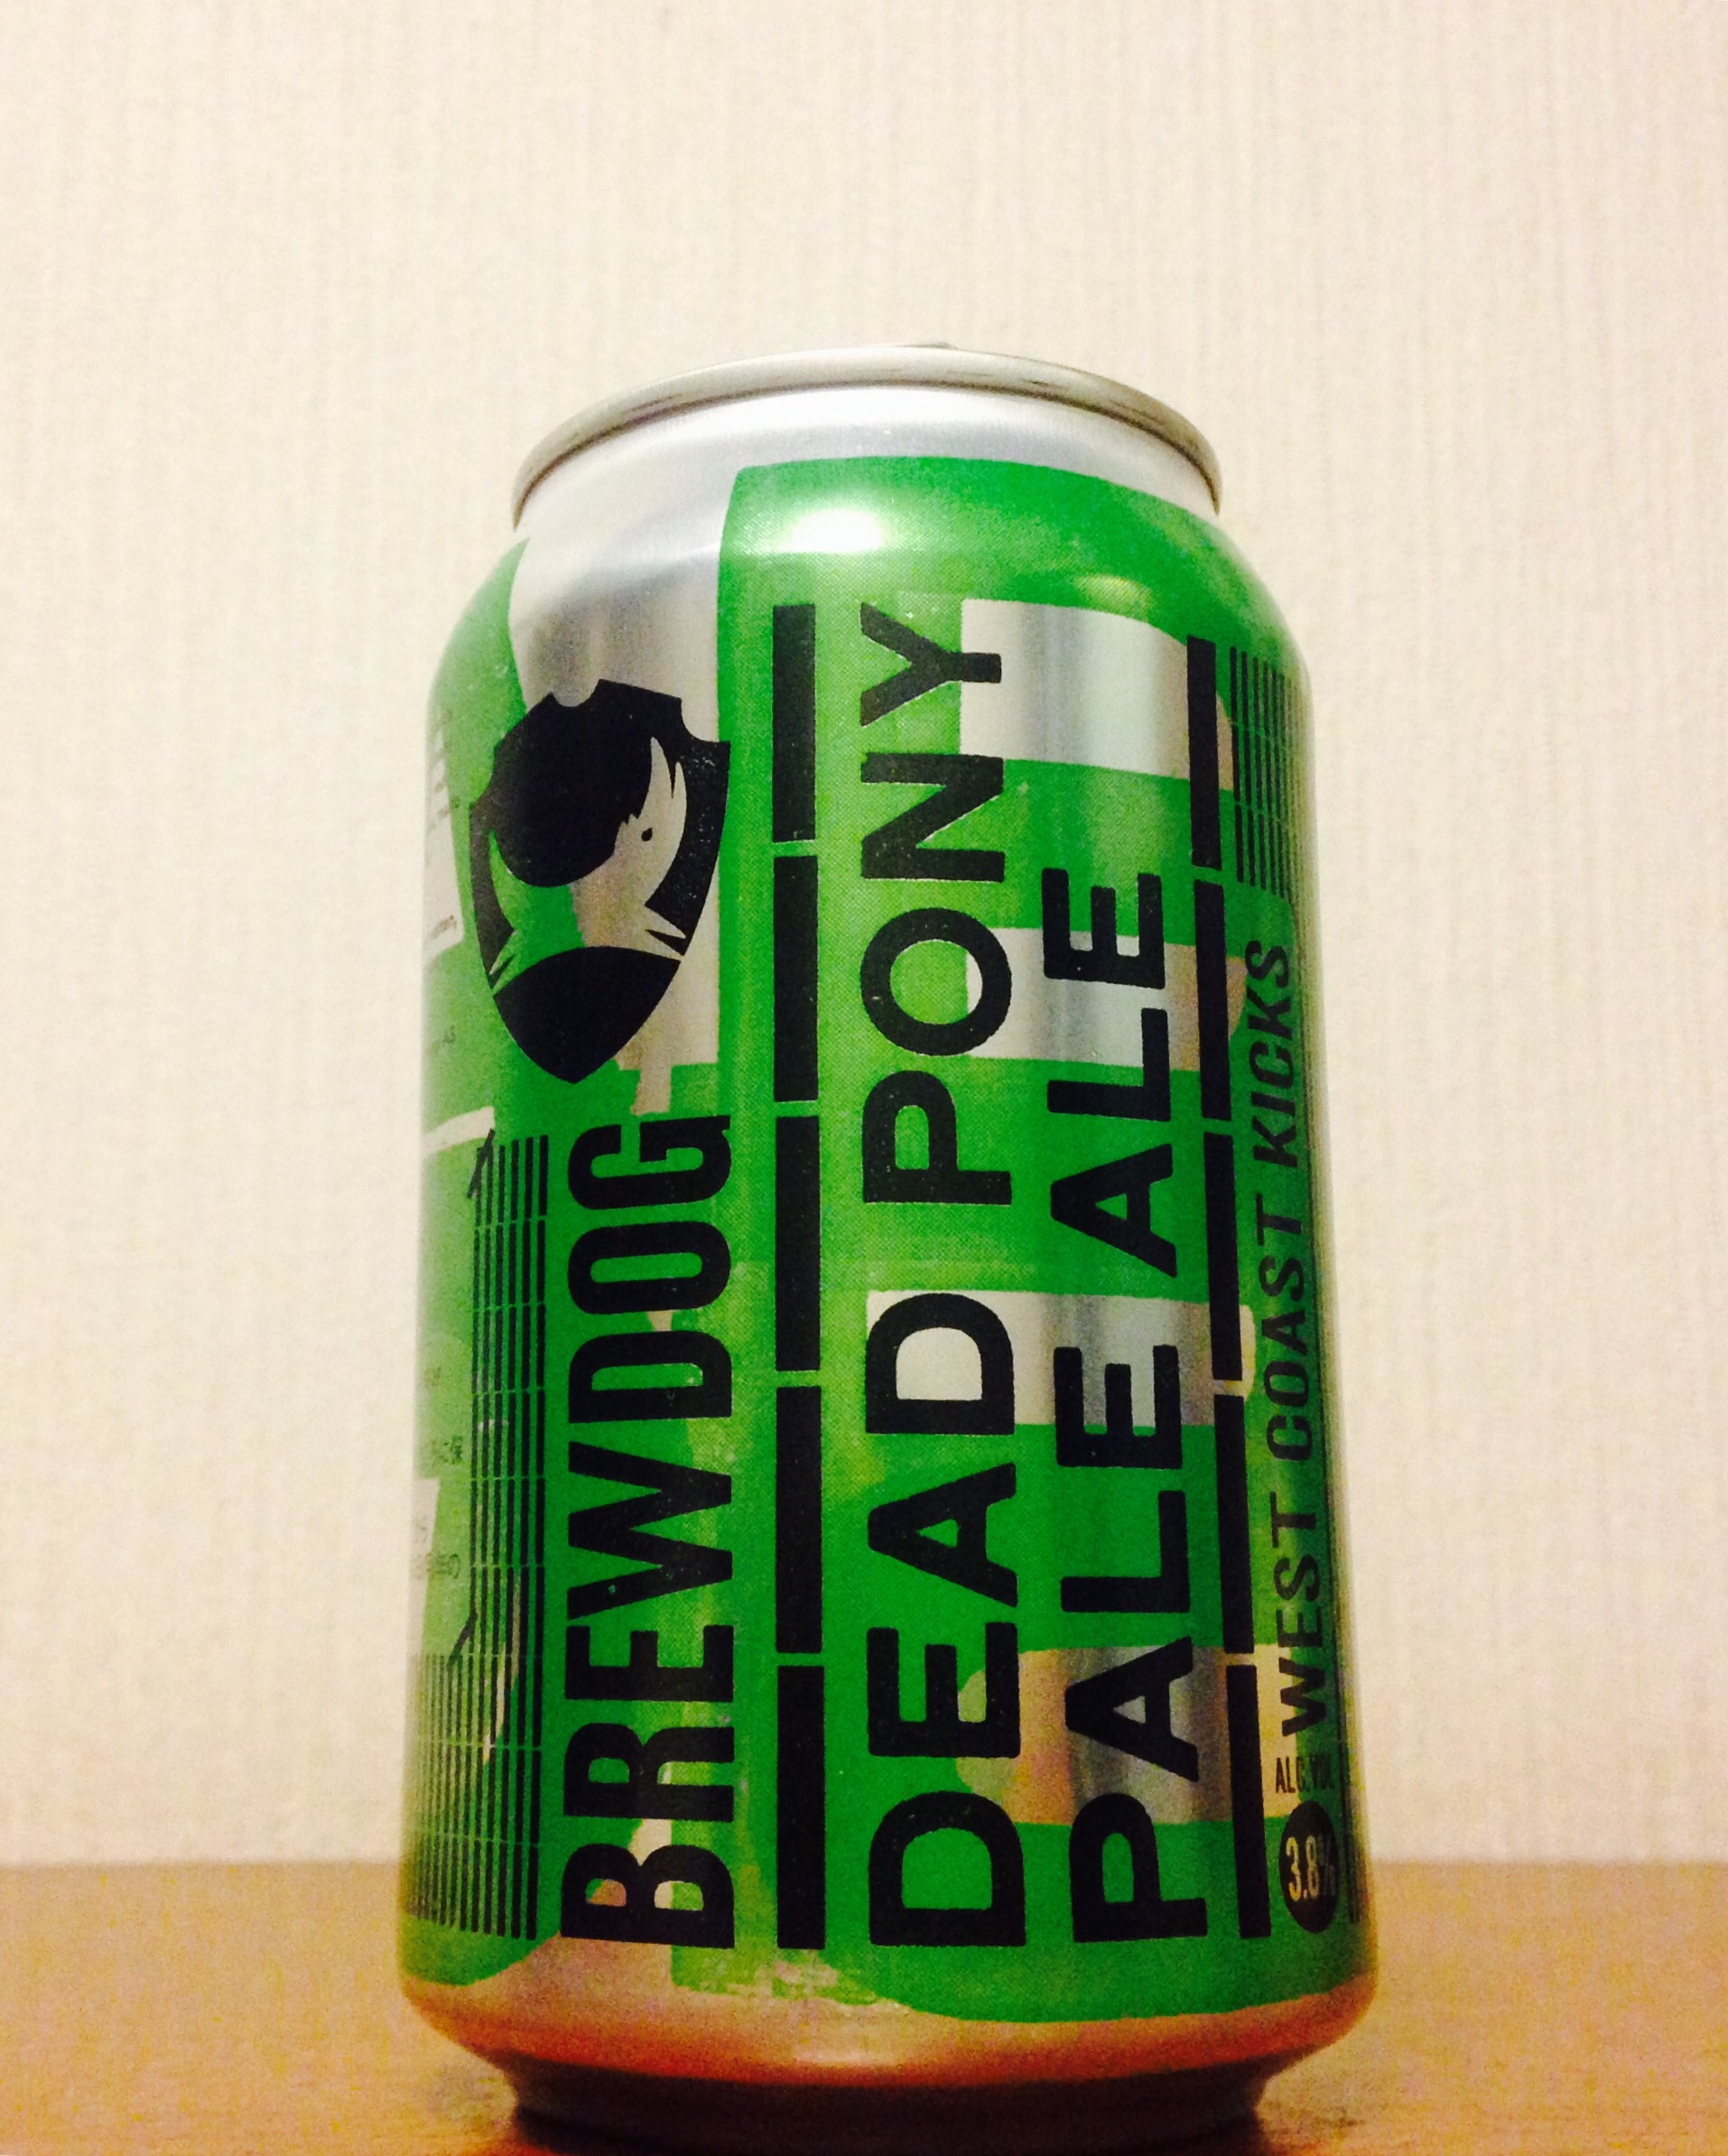 BREWDOG
DEAD PONY
PALE ALE
WEST COAST KICKS
ALC. VOL
3.8%